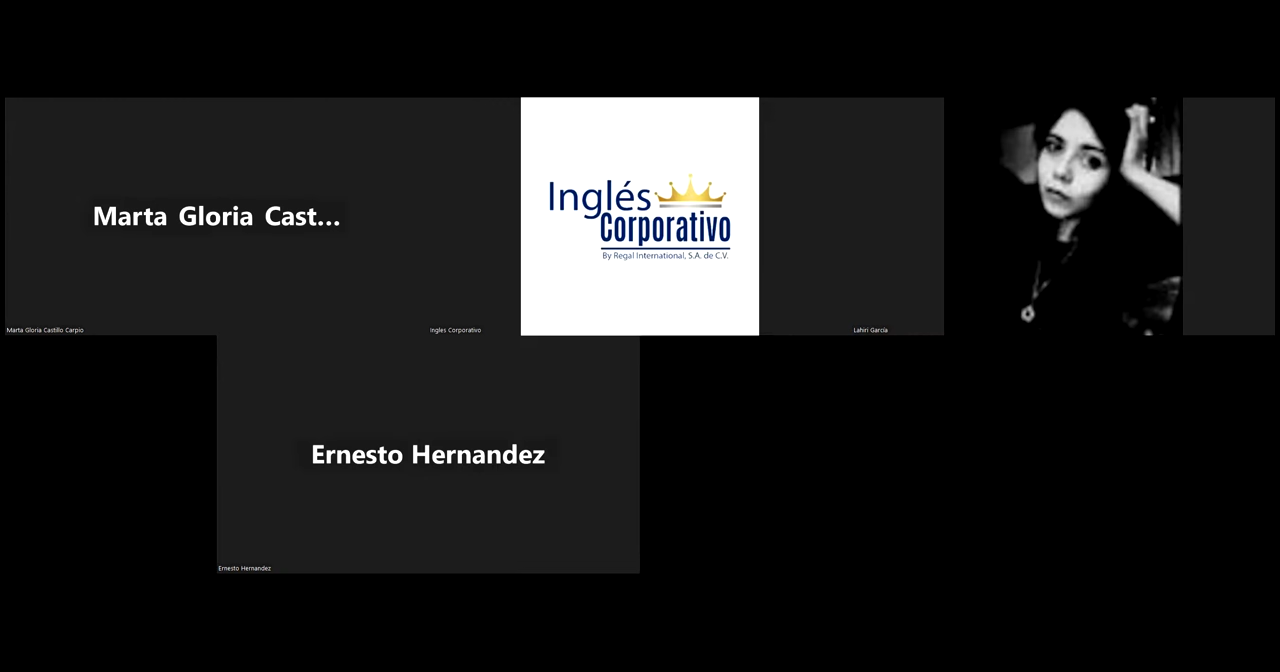 Marta Gloria Cast...
Inglés
Corporativo
By Regal International, S.A. de C.V.
Marta Gloria Castillo Carpio
Ingles Corporativo
Lahiri García
Ernesto Hernandez
Ernesto Hernandez